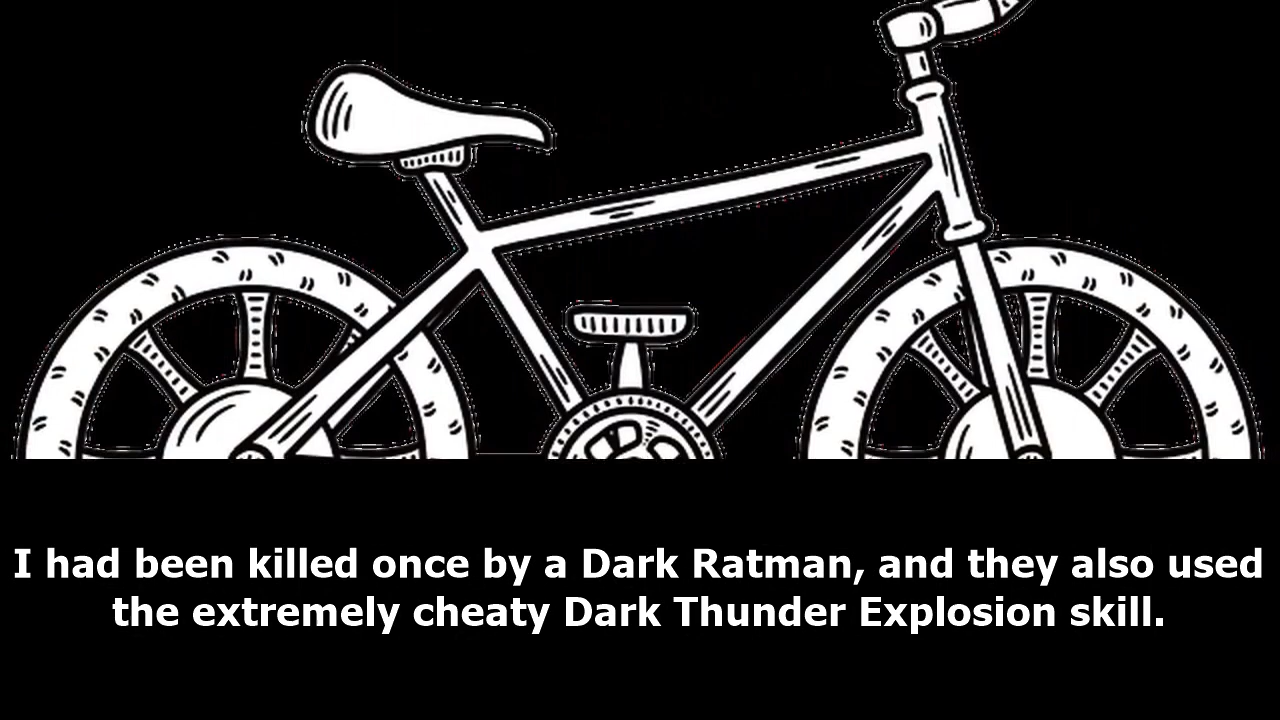 I had been killed once by a Dark Ratman, and they also used
the extremely cheaty Dark Thunder Explosion skill.